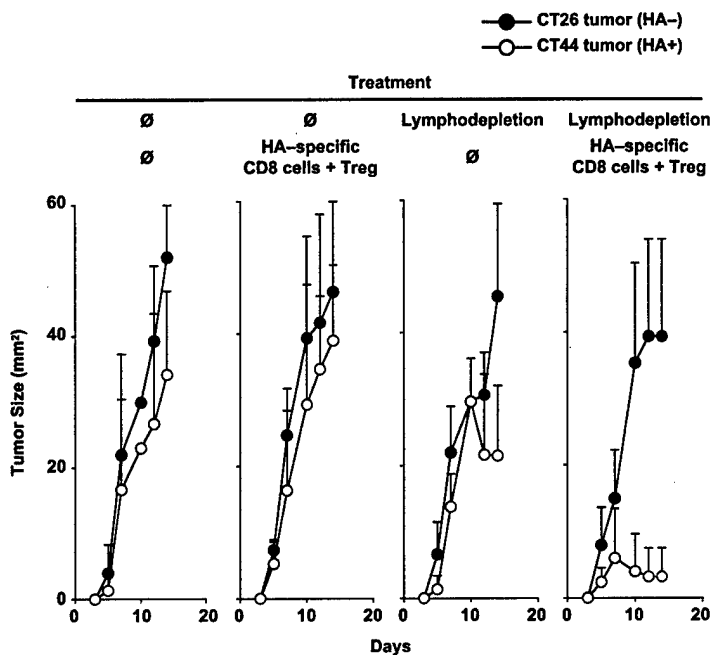 CT26 tumor (HA–)
CT44 tumor (HA+)
Treatment
Ø Ø Lymphodepletion Lymphodepletion
Ø HA–specific CD8 cells + Treg Ø HA–specific CD8 cells + Treg
60
40
20
0
Tumor Size (mm²)
0 10 20 0 10 20 0 10 20 0 10 20
Days